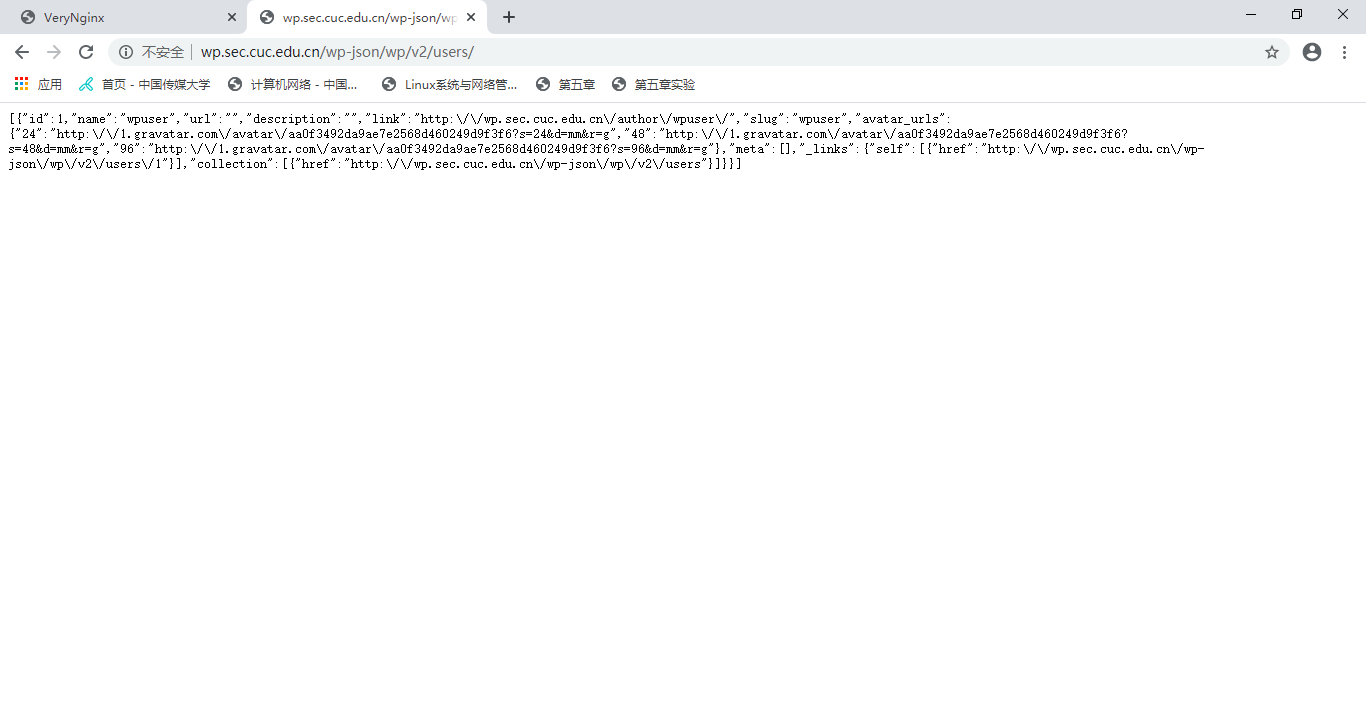 VeryNginx
wp.sec.cuc.edu.cn/wp-json/wp
不安全 wp.sec.cuc.edu.cn/wp-json/wp/v2/users/
应用 首页 - 中国传媒大学 计算机网络 - 中国... Linux系统与网络管... 第五章 第五章实验
[{"id":1,"name":"wpuser","url":"","description":"","link":"http:\/\/wp.sec.cuc.edu.cn\/author\/wpuser\/","slug":"wpuser","avatar_urls":
{"24":"http:\/\/1.gravatar.com\/avatar\/aa0f3492da9ae7e2568d460249d9f3f6?s=24&d=mm&r=g","48":"http:\/\/1.gravatar.com\/avatar\/aa0f3492da9ae7e2568d460249d9f3f6?
s=48&d=mm&r=g","96":"http:\/\/1.gravatar.com\/avatar\/aa0f3492da9ae7e2568d460249d9f3f6?s=96&d=mm&r=g"},"meta":[],"_links":{"self":[{"href":"http:\/\/wp.sec.cuc.edu.cn\/wp-
json\/wp\/v2\/users\/1"}],"collection":[{"href":"http:\/\/wp.sec.cuc.edu.cn\/wp-json\/wp\/v2\/users"}]}}]